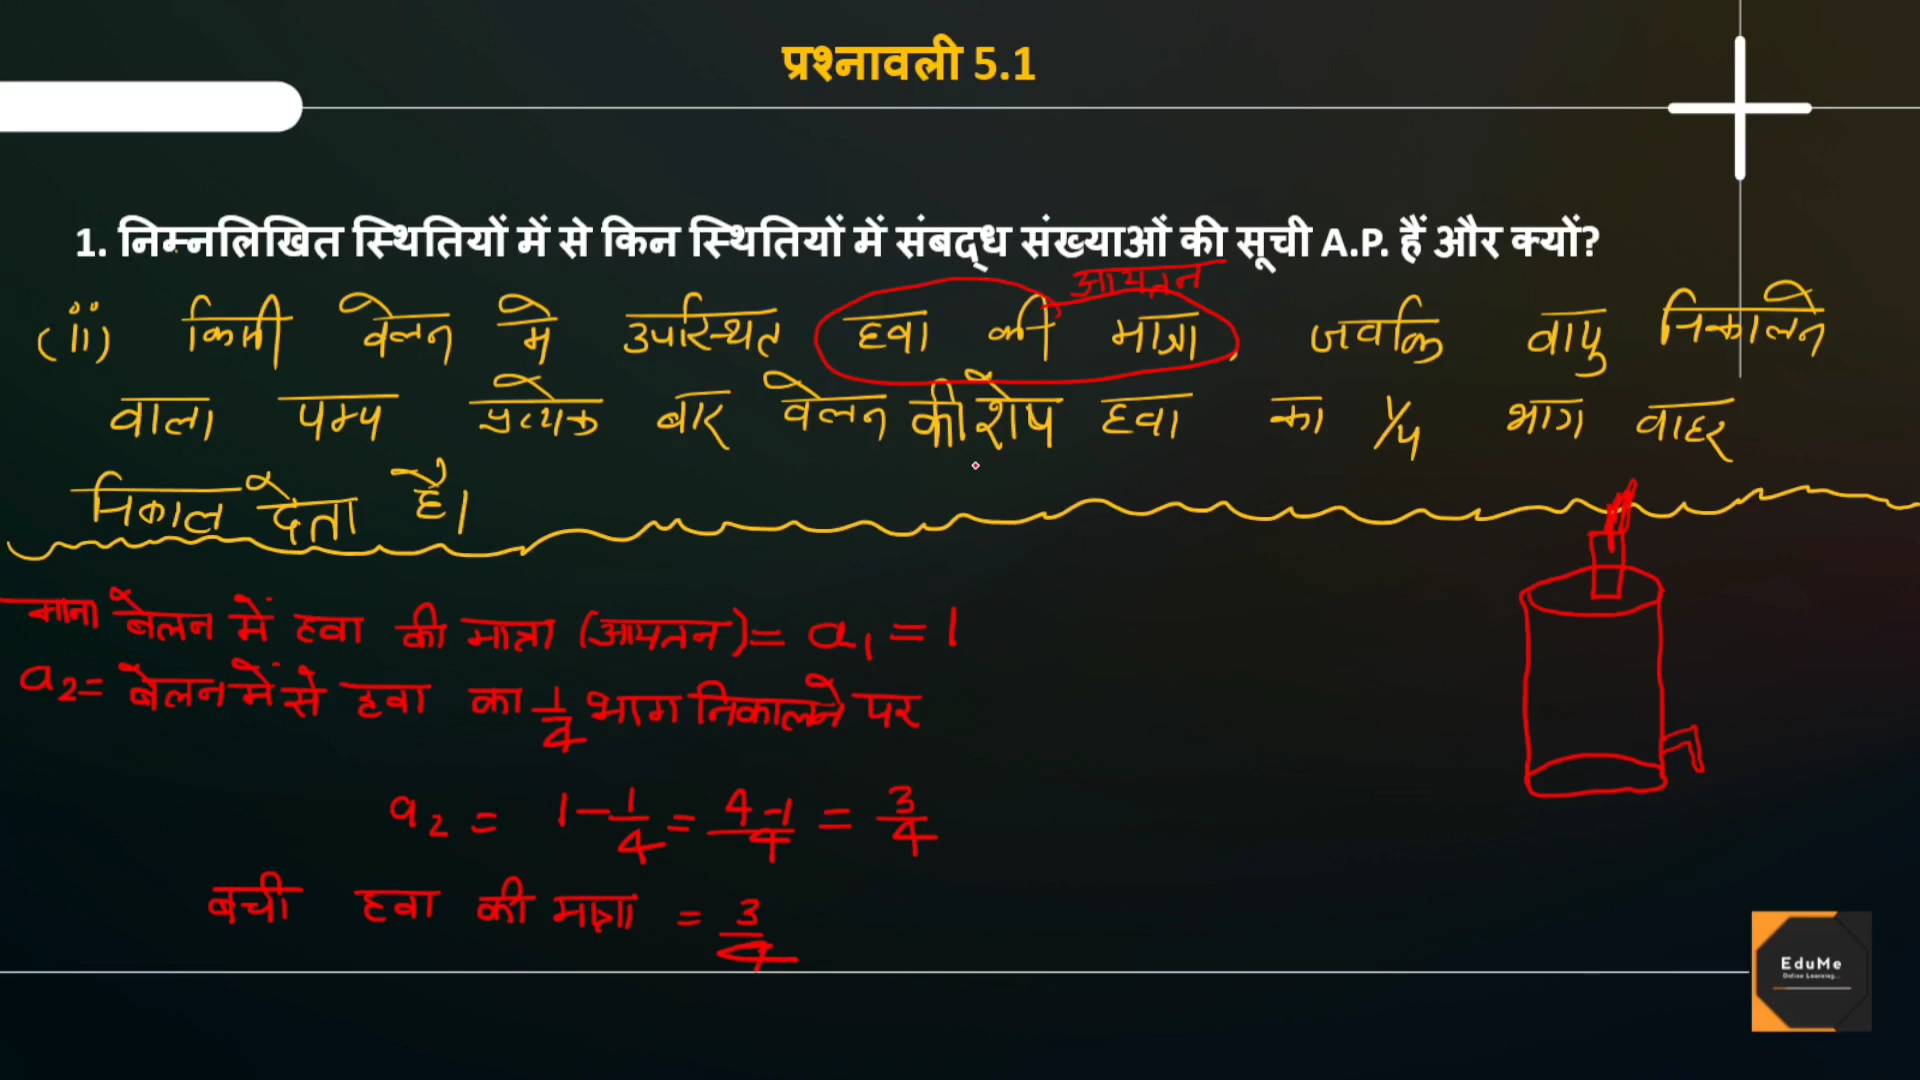 प्रश्नावली 5.1
1. निम्नलिखित स्थितियों में से किन स्थितियों में संबद्ध संख्याओं की सूची A.P. हैं और क्यों?
आयतन
(ii) किसी बेलन मे उपस्थित हवा की मात्रा, जबकि वायु निकालने
वाला पम्प प्रत्येक बार बेलन की शेष हवा का 1/4 भाग बाहर
निकाल देता है।
माना बेलन में हवा की मात्रा (आयतन) = a₁ = 1
a₂ = बेलन में से हवा का 1/4 भाग निकालने पर
a₂ = 1 - 1/4 = 4-1/4 = 3/4
बची हवा की मात्रा = 3/4
EduMe
Online Learning...